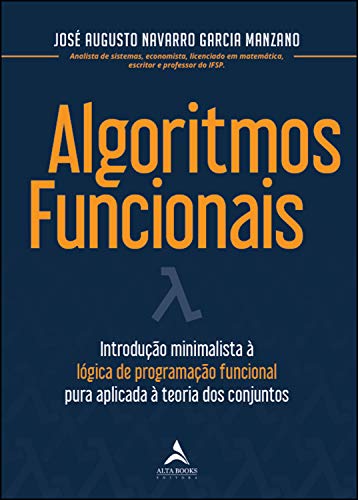 JOSÉ AUGUSTO NAVARRO GARCIA MANZANO
Analista de sistemas, economista, licenciado em matemática,
escritor e professor do IFSP.
Algoritmos
Funcionais
λ
Introdução minimalista à
lógica de programação funcional
pura aplicada à teoria dos conjuntos
ALTA BOOKS
EDITORA